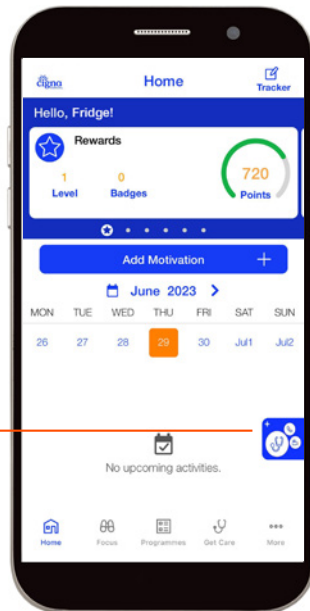 cigna
Home
Tracker
Hello, Fridge!
Rewards
1
Level
0
Badges
720
Points
Add Motivation +
June 2023 >
MON TUE WED THU FRI SAT SUN
26 27 28 29 30 Jul1 Jul2
No upcoming activities.
Home Focus Programmes Get Care More